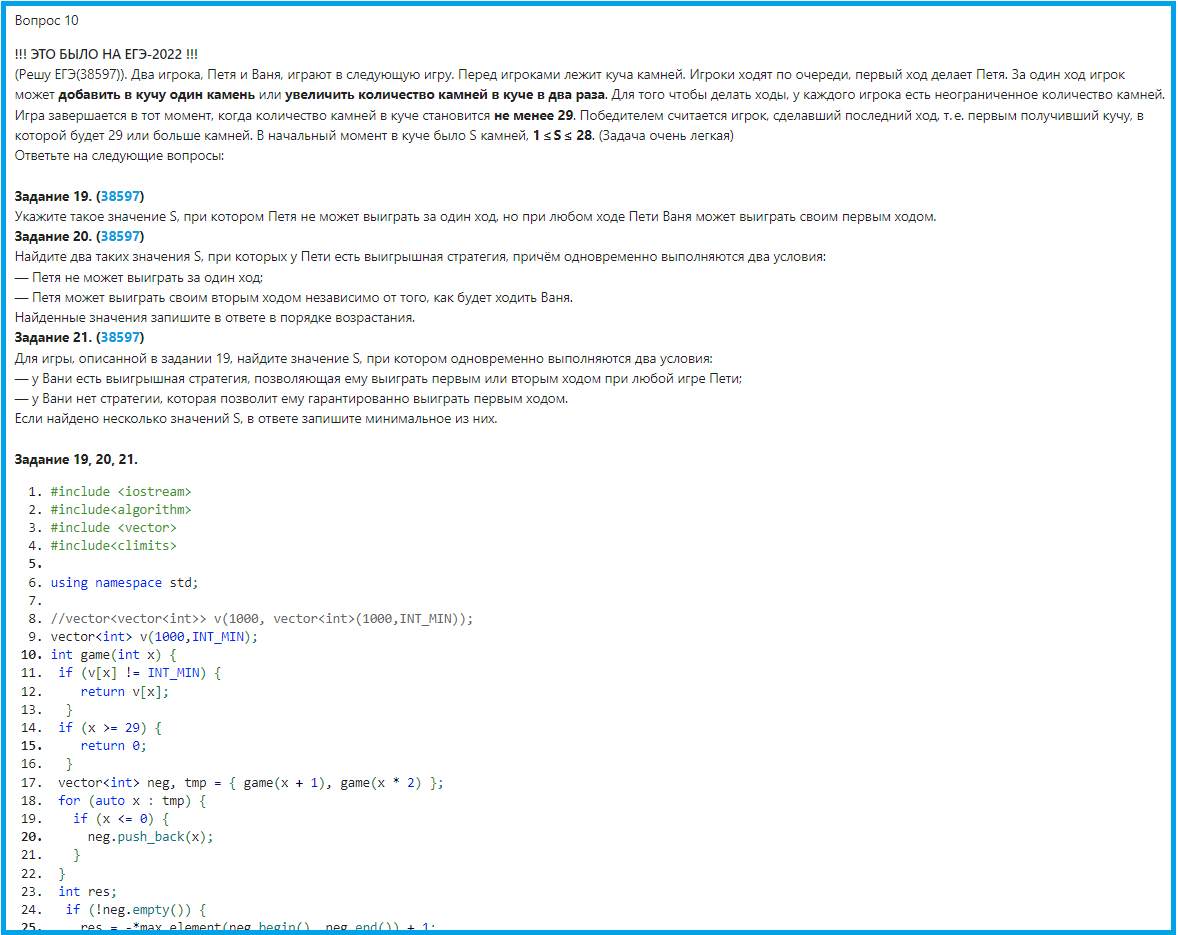 Вопрос 10
!!! ЭТО БЫЛО НА ЕГЭ-2022 !!!
(Решу ЕГЭ(38597)). Два игрока, Петя и Ваня, играют в следующую игру. Перед игроками лежит куча камней. Игроки ходят по очереди, первый ход делает Петя. За один ход игрок
может добавить в кучу один камень или увеличить количество камней в куче в два раза. Для того чтобы делать ходы, у каждого игрока есть неограниченное количество камней.
Игра завершается в тот момент, когда количество камней в куче становится не менее 29. Победителем считается игрок, сделавший последний ход, т. е. первым получивший кучу, в
которой будет 29 или больше камней. В начальный момент в куче было S камней, 1 ≤ S ≤ 28. (Задача очень легкая)
Ответьте на следующие вопросы:
Задание 19. (38597)
Укажите такое значение S, при котором Петя не может выиграть за один ход, но при любом ходе Пети Ваня может выиграть своим первым ходом.
Задание 20. (38597)
Найдите два таких значения S, при которых у Пети есть выигрышная стратегия, причём одновременно выполняются два условия:
— Петя не может выиграть за один ход;
— Петя может выиграть своим вторым ходом независимо от того, как будет ходить Ваня.
Найденные значения запишите в ответе в порядке возрастания.
Задание 21. (38597)
Для игры, описанной в задании 19, найдите значение S, при котором одновременно выполняются два условия:
— у Вани есть выигрышная стратегия, позволяющая ему выиграть первым или вторым ходом при любой игре Пети;
— у Вани нет стратегии, которая позволит ему гарантированно выиграть первым ходом.
Если найдено несколько значений S, в ответе запишите минимальное из них.
Задание 19, 20, 21.
1. #include <iostream>
2. #include<algorithm>
3. #include <vector>
4. #include<climits>
5.
6. using namespace std;
7.
8. //vector<vector<int>> v(1000, vector<int>(1000,INT_MIN));
9. vector<int> v(1000,INT_MIN);
10. int game(int x) {
11. if (v[x] != INT_MIN) {
12. return v[x];
13. }
14. if (x >= 29) {
15. return 0;
16. }
17. vector<int> neg, tmp = { game(x + 1), game(x * 2) };
18. for (auto x : tmp) {
19. if (x <= 0) {
20. neg.push_back(x);
21. }
22. }
23. int res;
24. if (!neg.empty()) {
25. res = -*max_element(neg.begin(), neg.end()) + 1;